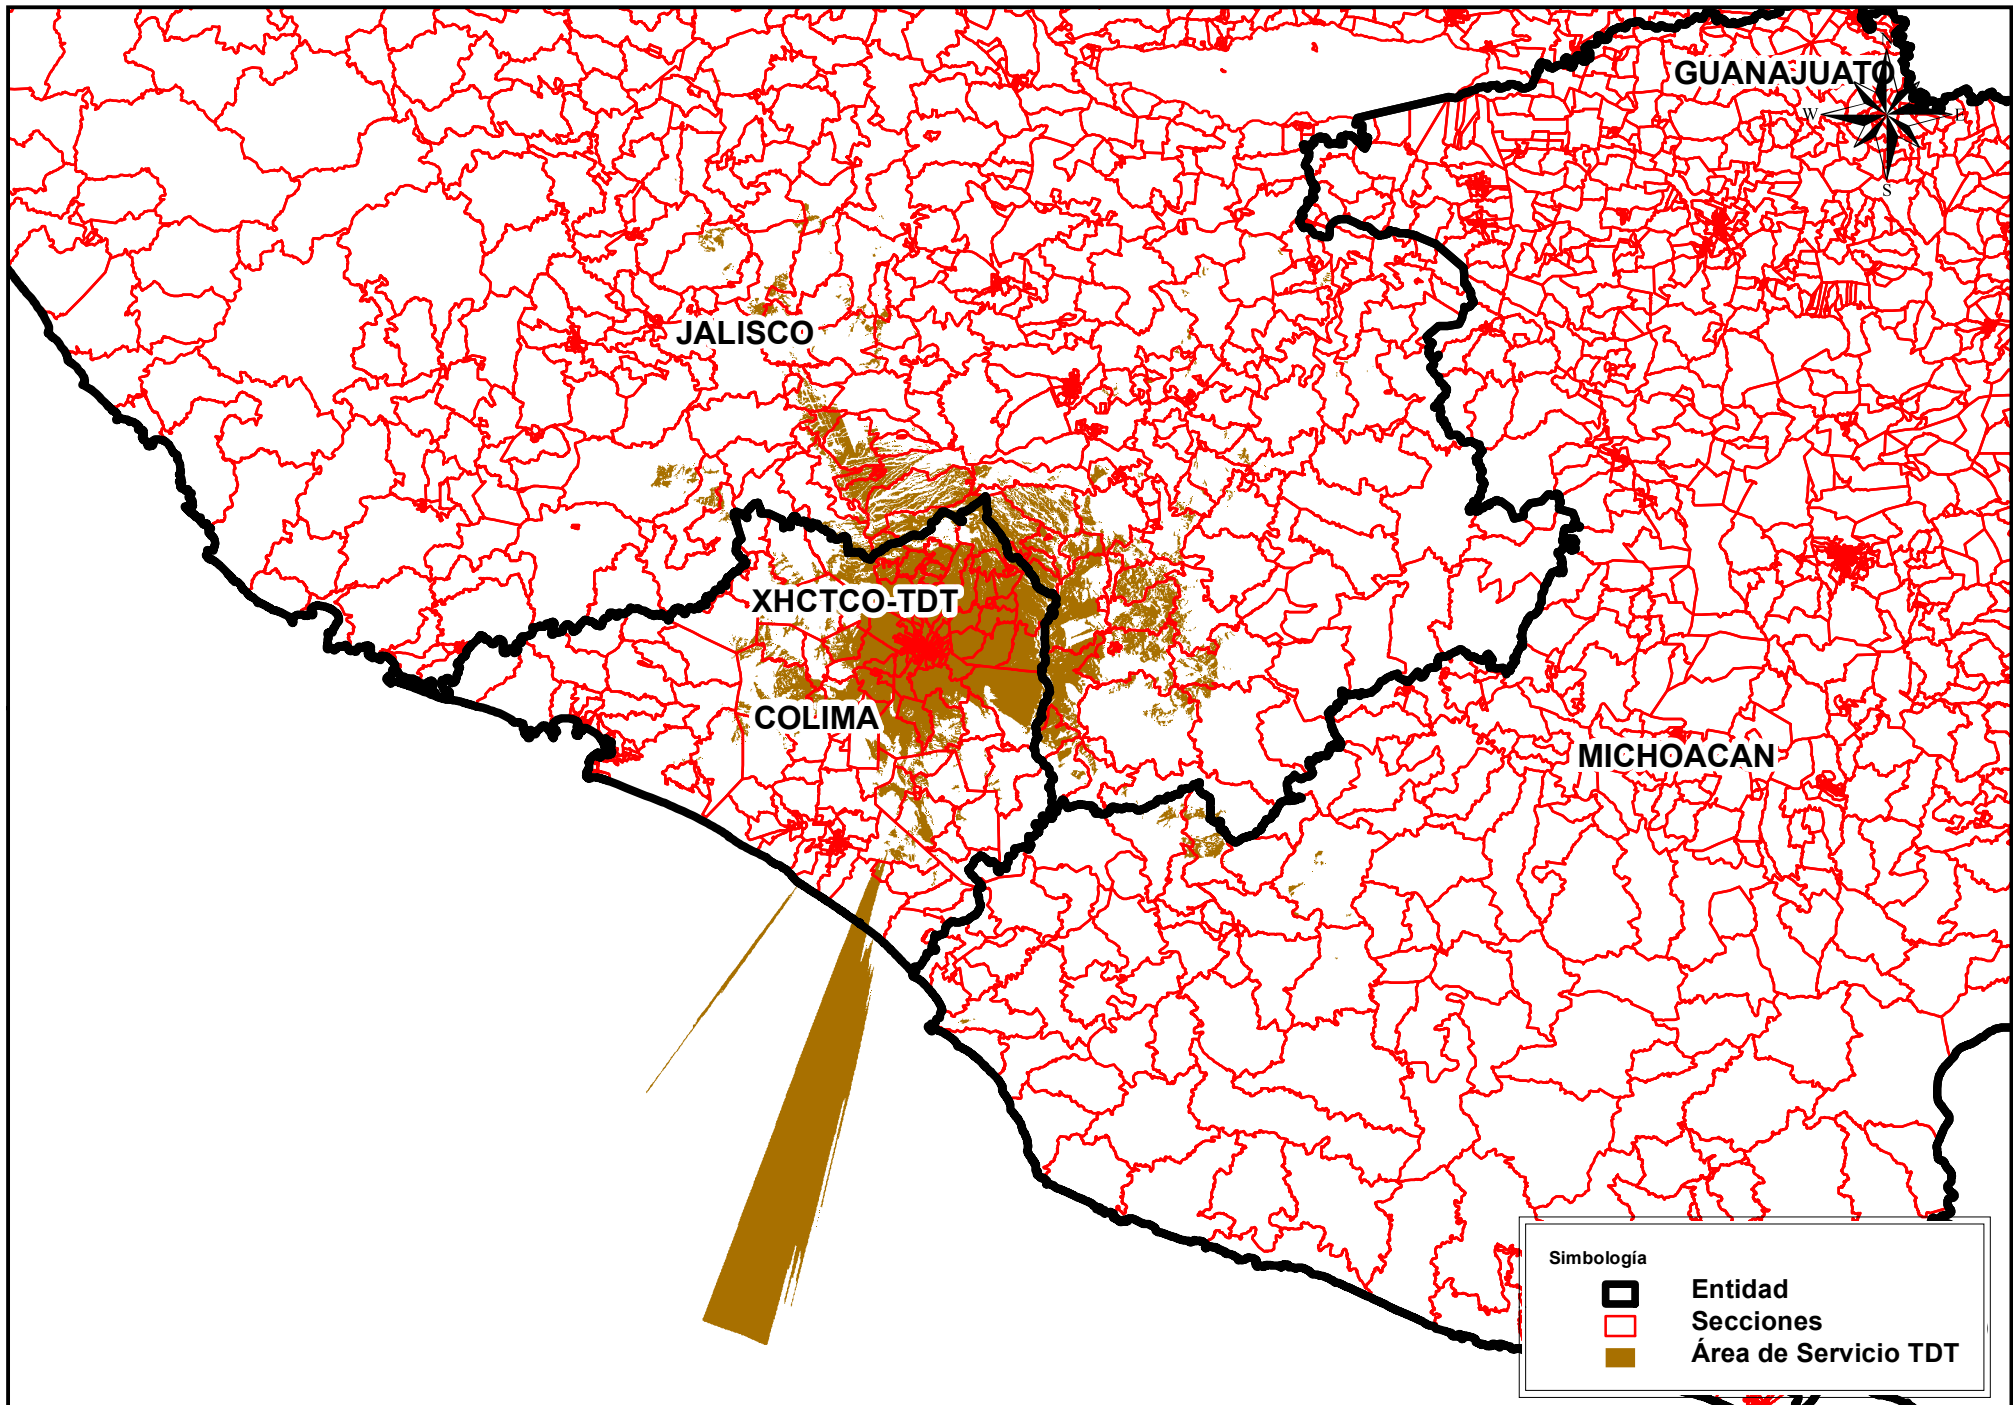 GUANAJUATO
N
W
E
S
JALISCO
XHCTCO-TDT
COLIMA
MICHOACAN
Simbología
Entidad
Secciones
Área de Servicio TDT